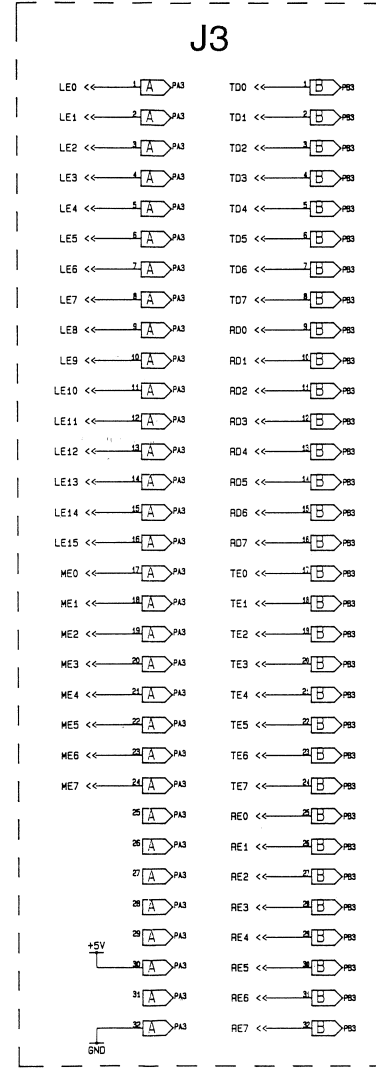 J3
LE0 << 1 A PA3 TD0 << 1 B PB3
LE1 << 2 A PA3 TD1 << 2 B PB3
LE2 << 3 A PA3 TD2 << 3 B PB3
LE3 << 4 A PA3 TD3 << 4 B PB3
LE4 << 5 A PA3 TD4 << 5 B PB3
LE5 << 6 A PA3 TD5 << 6 B PB3
LE6 << 7 A PA3 TD6 << 7 B PB3
LE7 << 8 A PA3 TD7 << 8 B PB3
LE8 << 9 A PA3 RD0 << 9 B PB3
LE9 << 10 A PA3 RD1 << 10 B PB3
LE10 << 11 A PA3 RD2 << 11 B PB3
LE11 << 12 A PA3 RD3 << 12 B PB3
LE12 << 13 A PA3 RD4 << 13 B PB3
LE13 << 14 A PA3 RD5 << 14 B PB3
LE14 << 15 A PA3 RD6 << 15 B PB3
LE15 << 16 A PA3 RD7 << 16 B PB3
ME0 << 17 A PA3 TE0 << 17 B PB3
ME1 << 18 A PA3 TE1 << 18 B PB3
ME2 << 19 A PA3 TE2 << 19 B PB3
ME3 << 20 A PA3 TE3 << 20 B PB3
ME4 << 21 A PA3 TE4 << 21 B PB3
ME5 << 22 A PA3 TE5 << 22 B PB3
ME6 << 23 A PA3 TE6 << 23 B PB3
ME7 << 24 A PA3 TE7 << 24 B PB3
25 A PA3 RE0 << 25 B PB3
26 A PA3 RE1 << 26 B PB3
27 A PA3 RE2 << 27 B PB3
28 A PA3 RE3 << 28 B PB3
29 A PA3 RE4 << 29 B PB3
+5V
30 A PA3 RE5 << 30 B PB3
31 A PA3 RE6 << 31 B PB3
32 A PA3 RE7 << 32 B PB3
GND